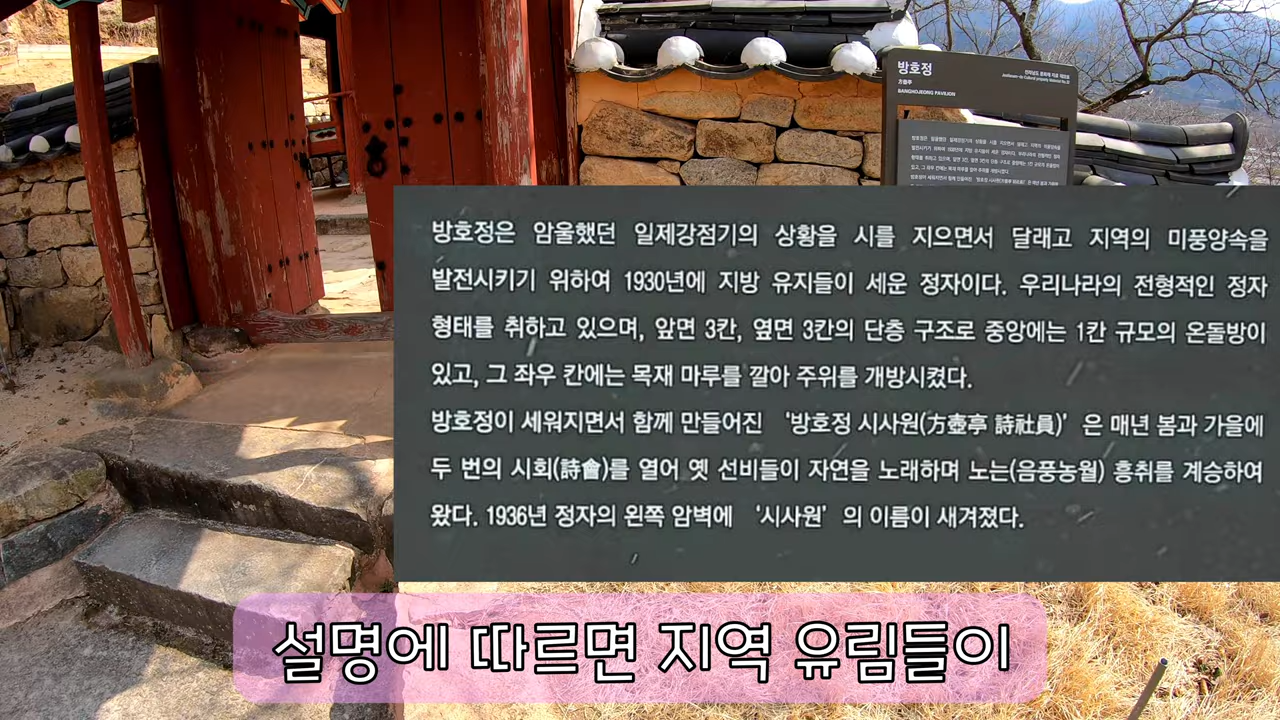 방호정
方壺亭
BANGHOJEONG PAVILION
방호정은 암울했던 일제강점기의 상황을 시를 지으면서 달래고 지역의 미풍양속을
발전시키기 위하여 1930년에 지방 유지들이 세운 정자이다. 우리나라의 전형적인 정자
형태를 취하고 있으며, 앞면 3칸, 옆면 3칸의 단층 구조로 중앙에는 1칸 규모의 온돌방이
있고, 그 좌우 칸에는 목재 마루를 깔아 주위를 개방시켰다.
방호정이 세워지면서 함께 만들어진 ‘방호정 시사원(方壺亭 詩社員)’은 매년 봄과 가을에
두 번의 시회(詩會)를 열어 옛 선비들이 자연을 노래하며 노는(음풍농월) 흥취를 계승하여
왔다. 1936년 정자의 왼쪽 암벽에 ‘시사원’의 이름이 새겨졌다.
설명에 따르면 지역 유림들이